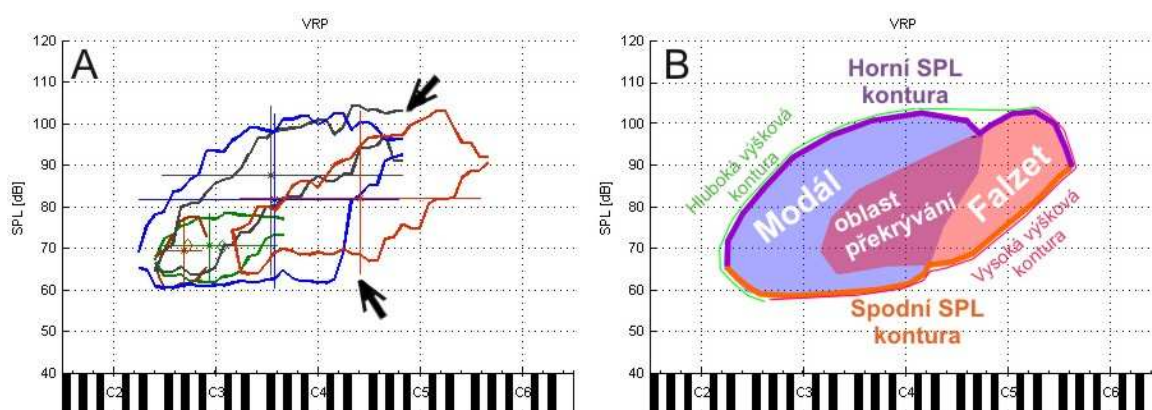 VRP
120
110
100
90
80
70
60
50
40
SPL [dB]
A
C2
C3
C4
C5
C6
VRP
120
110
100
90
80
70
60
50
40
SPL [dB]
B
Horní SPL
kontura
Hluboká výšková
kontura
Modál
oblast
překrývání
Falzet
Vysoká výšková
kontura
Spodní SPL
kontura
C2
C3
C4
C5
C6